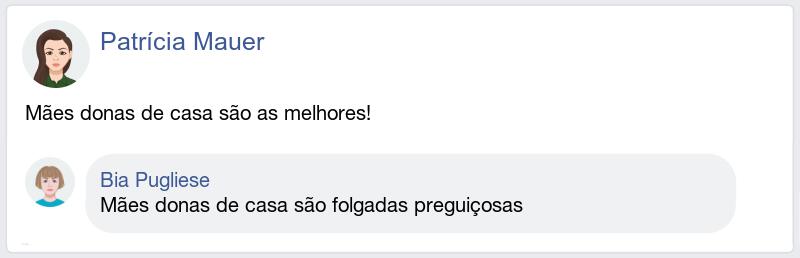 Patrícia Mauer
Mães donas de casa são as melhores!
Bia Pugliese
Mães donas de casa são folgadas preguiçosas